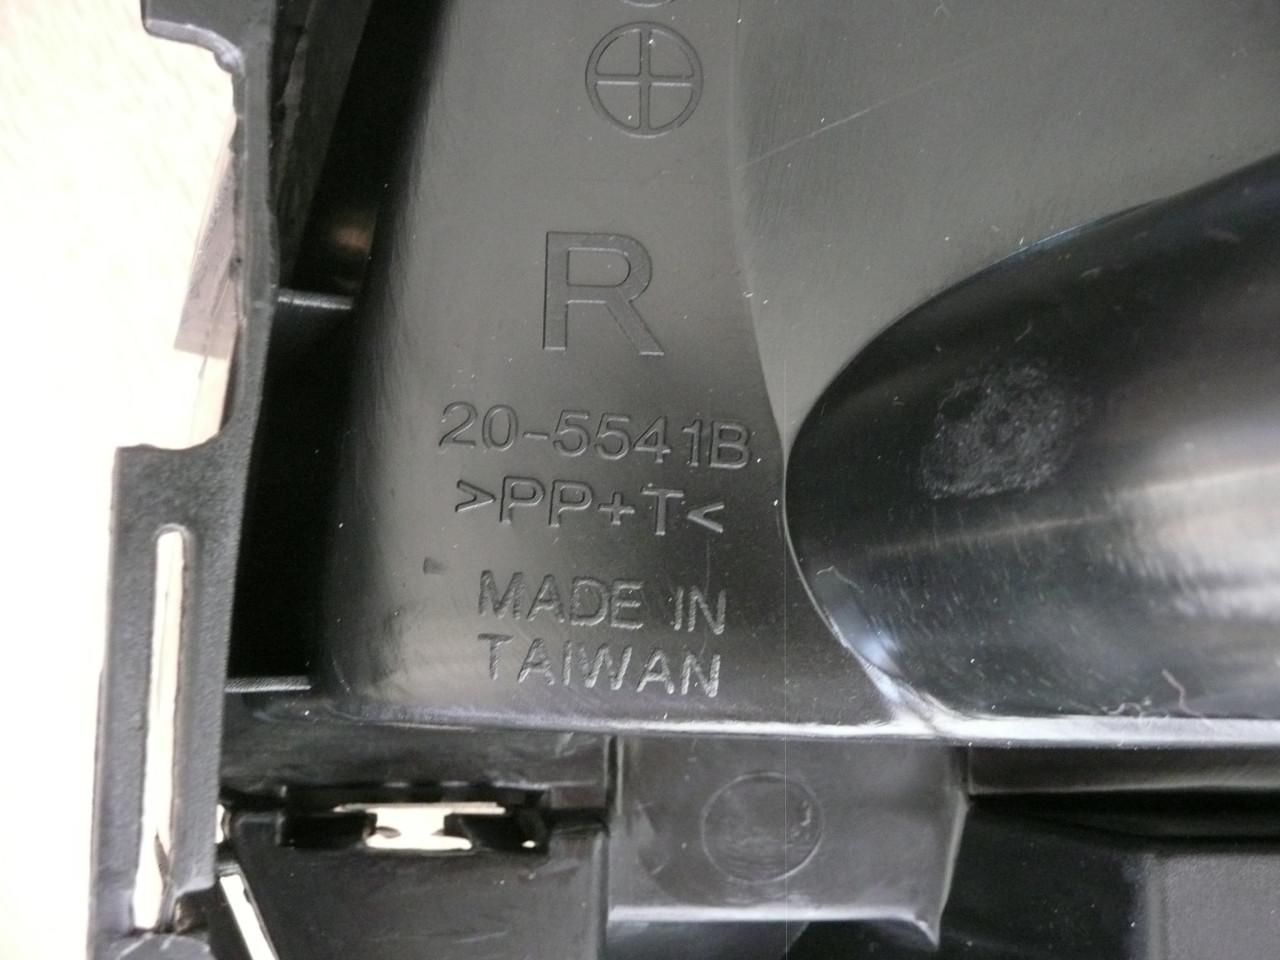 R
20-5541B
>PP+T<
MADE IN
TAIWAN